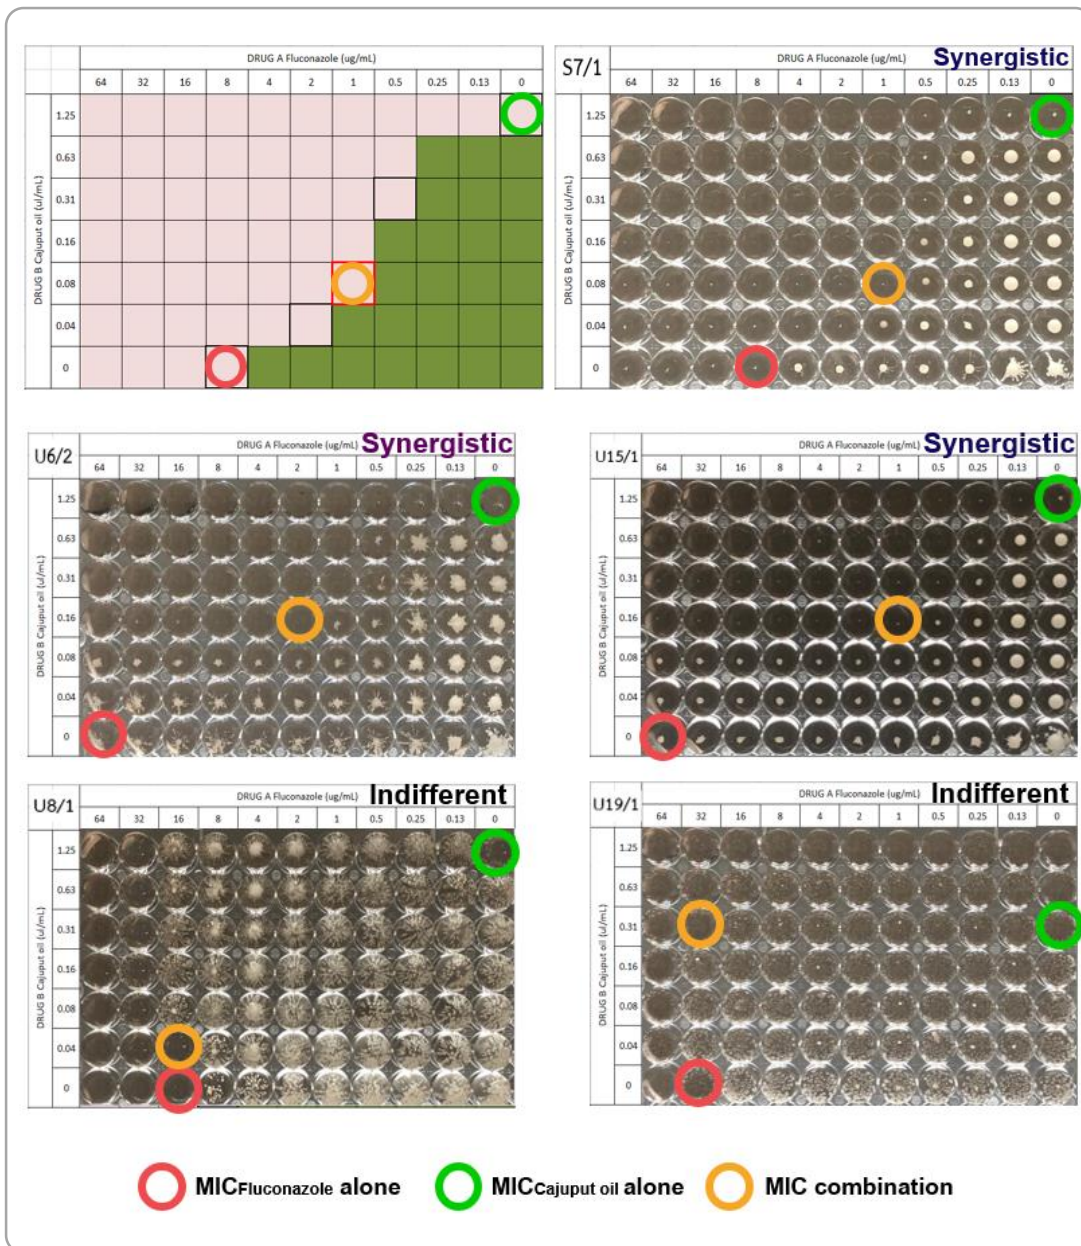 DRUG A Fluconazole (ug/mL)
64 32 16 8 4 2 1 0.5 0.25 0.13 0
DRUG B Cajuput oil (ul/mL)
1.25
0.63
0.31
0.16
0.08
0.04
0
S7/1 DRUG A Fluconazole (ug/mL) Synergistic
64 32 16 8 4 2 1 0.5 0.25 0.13 0
DRUG B Cajuput oil (ul/mL)
1.25
0.63
0.31
0.16
0.08
0.04
0
U6/2 DRUG A Fluconazole (ug/mL) Synergistic
64 32 16 8 4 2 1 0.5 0.25 0.13 0
DRUG B Cajuput oil (ul/mL)
1.25
0.63
0.31
0.16
0.08
0.04
0
U15/1 DRUG A Fluconazole (ug/mL) Synergistic
64 32 16 8 4 2 1 0.5 0.25 0.13 0
DRUG B Cajuput oil (ul/mL)
1.25
0.63
0.31
0.16
0.08
0.04
0
U8/1 DRUG A Fluconazole (ug/mL) Indifferent
64 32 16 8 4 2 1 0.5 0.25 0.13 0
DRUG B Cajuput oil (ul/mL)
1.25
0.63
0.31
0.16
0.08
0.04
0
U19/1 DRUG A Fluconazole (ug/mL) Indifferent
64 32 16 8 4 2 1 0.5 0.25 0.13 0
DRUG B Cajuput oil (ul/mL)
1.25
0.63
0.31
0.16
0.08
0.04
0
MICFluconazole alone MICCajuput oil alone MIC combination